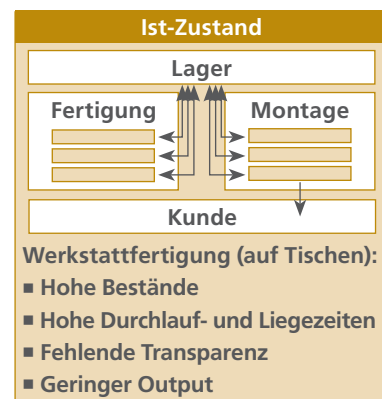 Ist-Zustand
Lager
Fertigung
Montage
Kunde
Werkstattfertigung (auf Tischen):
▪ Hohe Bestände
▪ Hohe Durchlauf- und Liegezeiten
▪ Fehlende Transparenz
▪ Geringer Output